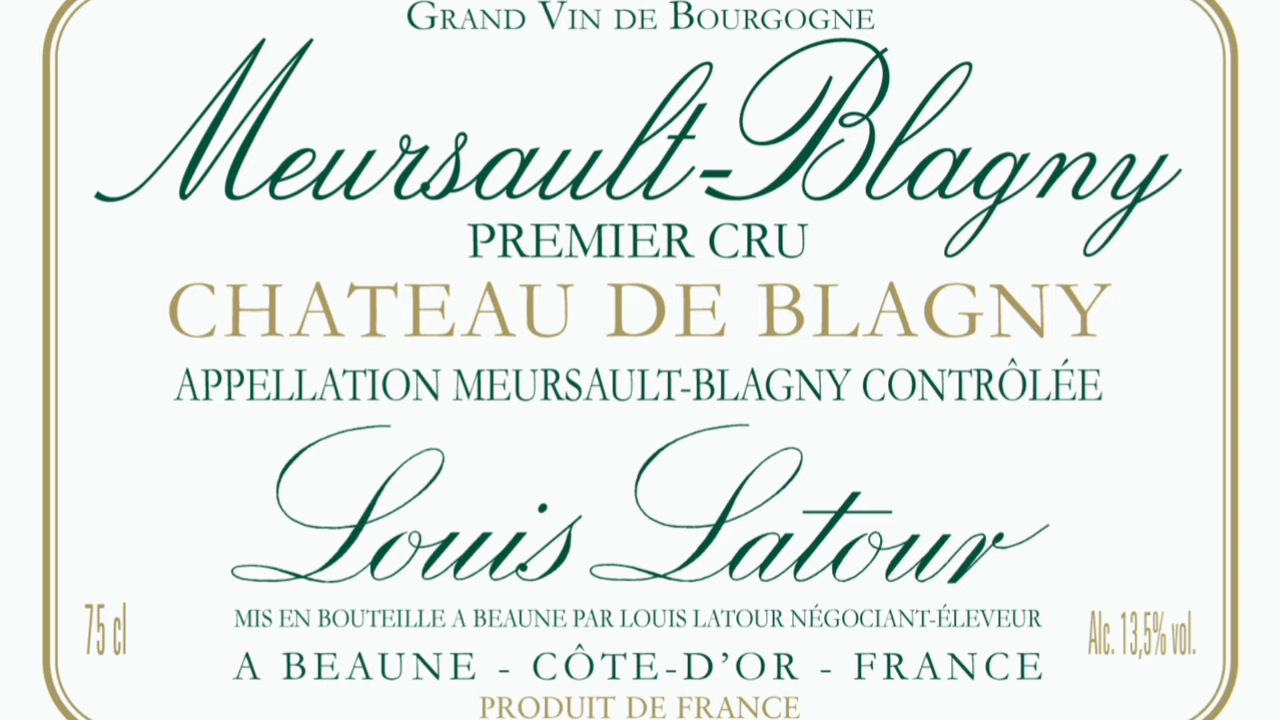 GRAND VIN DE BOURGOGNE
Meursault-Blagny
PREMIER CRU
CHATEAU DE BLAGNY
APPELLATION MEURSAULT-BLAGNY CONTRÔLÉE
Louis Latour
75 cl
MIS EN BOUTEILLE A BEAUNE PAR LOUIS LATOUR NÉGOCIANT-ÉLEVEUR
Alc. 13,5% vol.
A BEAUNE - CÔTE-D'OR - FRANCE
PRODUIT DE FRANCE